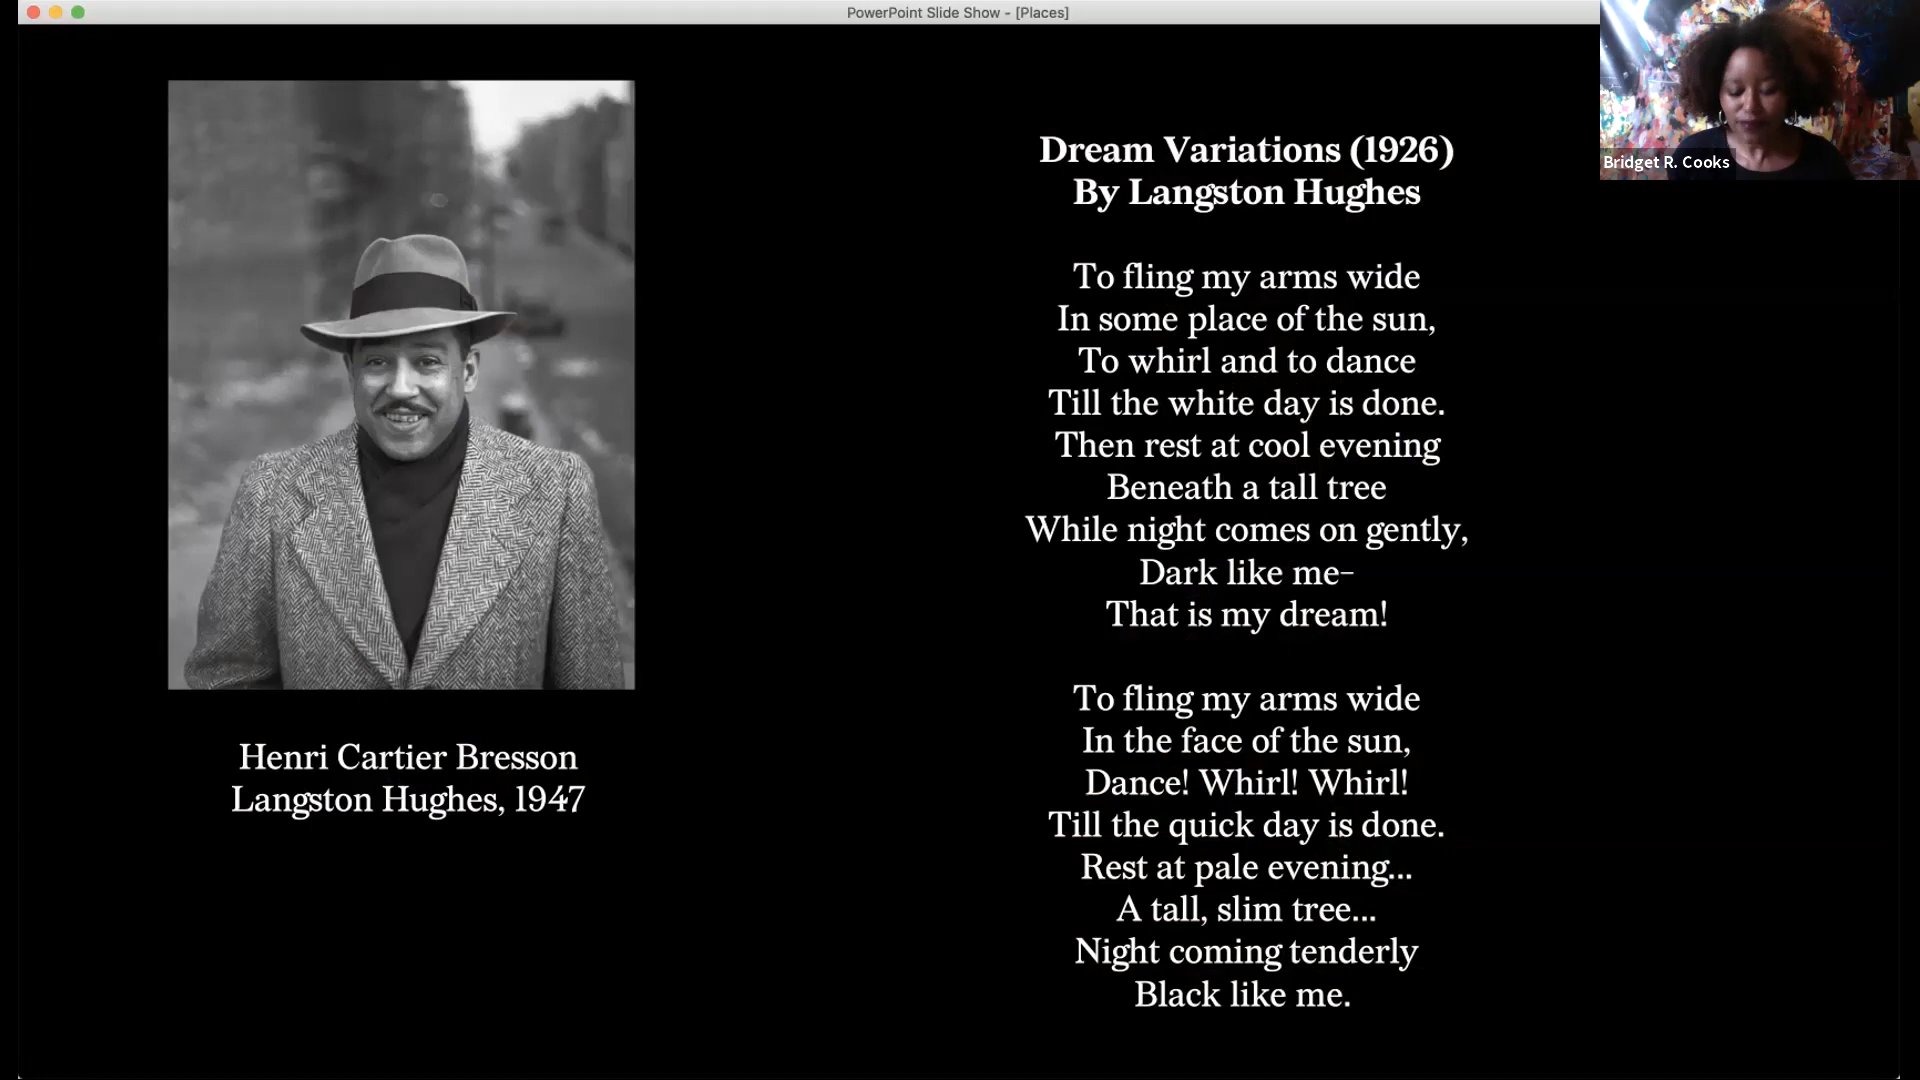 PowerPoint Slide Show - [Places]
Bridget R. Cooks
Dream Variations (1926)
By Langston Hughes
To fling my arms wide
In some place of the sun,
To whirl and to dance
Till the white day is done.
Then rest at cool evening
Beneath a tall tree
While night comes on gently,
Dark like me-
That is my dream!
To fling my arms wide
In the face of the sun,
Dance! Whirl! Whirl!
Till the quick day is done.
Rest at pale evening...
A tall, slim tree...
Night coming tenderly
Black like me.
Henri Cartier Bresson
Langston Hughes, 1947